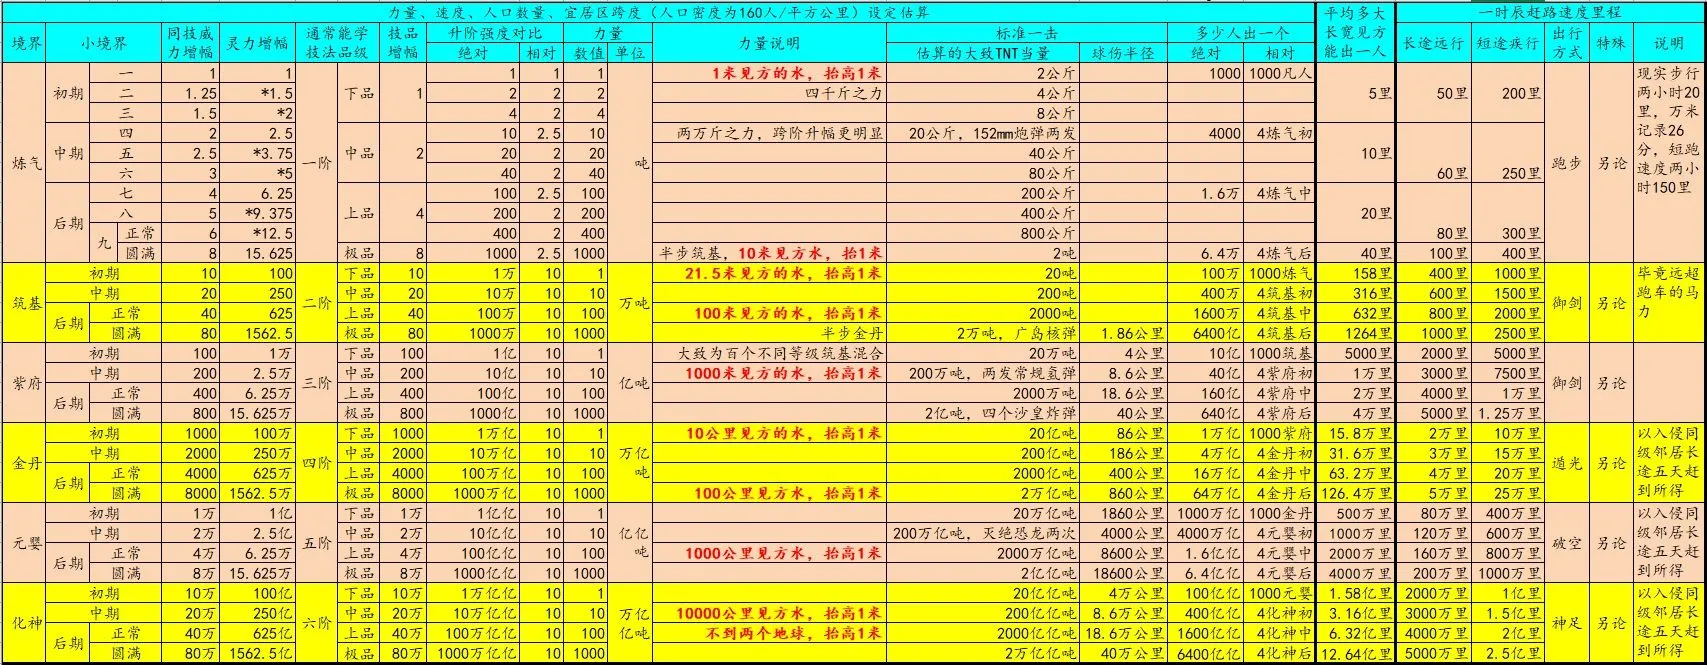 力量、速度、人口数量、宜居区跨度（人口密度为160人/平方公里）设定估算 平均多大长宽见方能出一人 一时辰赶路速度里程
境界 小境界 同技威力增幅 灵力增幅 通常能学技法品级 技品增幅 升阶强度对比 力量 力量说明 标准一击 多少人出一个 长途远行 短途疾行 出行方式 特殊 说明
绝对 相对 数值 单位 估算的大致TNT当量 球伤半径 绝对 相对
炼气 初期 一 1 1 一阶 下品 1 1 1 1 吨 1米见方的水，抬高1米 2公斤 1000 1000凡人 5里 50里 200里 跑步 另论 现实步行两小时20里，万米记录26分，短跑速度两小时150里
二 1.25 *1.5 2 2 2 四千斤之力 4公斤
三 1.5 *2 4 2 4 8公斤
中期 四 2 2.5 中品 2 10 2.5 10 两万斤之力，跨阶升幅更明显 20公斤，152mm炮弹两发 4000 4炼气初 10里 60里 250里
五 2.5 *3.75 20 2 20 40公斤
六 3 *5 40 2 40 80公斤
后期 七 4 6.25 上品 4 100 2.5 100 200公斤 1.6万 4炼气中 20里 80里 300里
八 5 *9.375 200 2 200 400公斤
九 正常 6 *12.5 400 2 400 800公斤
圆满 8 15.625 极品 8 1000 2.5 1000 半步筑基，10米见方水，抬1米 2吨 6.4万 4炼气后 40里 100里 400里
筑基 初期 10 100 二阶 下品 10 1万 10 1 万吨 21.5米见方的水，抬高1米 20吨 100万 1000炼气 158里 400里 1000里 御剑 另论 毕竟远超跑车的马力
中期 20 250 中品 20 10万 10 10 200吨 400万 4筑基初 316里 600里 1500里
后期 正常 40 625 上品 40 100万 10 100 100米见方的水，抬高1米 2000吨 1600万 4筑基中 632里 800里 2000里
圆满 80 1562.5 极品 80 1000万 10 1000 半步金丹 2万吨，广岛核弹 1.86公里 6400亿 4筑基后 1264里 1000里 2500里
紫府 初期 100 1万 三阶 下品 100 1亿 10 1 亿吨 大致为百个不同等级筑基混合 20万吨 4公里 10亿 1000筑基 5000里 2000里 5000里 御剑 另论
中期 200 2.5万 中品 200 10亿 10 10 1000米见方的水，抬高1米 200万吨，两发常规氢弹 8.6公里 40亿 4紫府初 1万里 3000里 7500里
后期 正常 400 6.25万 上品 400 100亿 10 100 2000万吨 18.6公里 160亿 4紫府中 2万里 4000里 1万里
圆满 800 15.625万 极品 800 1000亿 10 1000 2亿吨，四个沙皇炸弹 40公里 640亿 4紫府后 4万里 5000里 1.25万里
金丹 初期 1000 100万 四阶 下品 1000 1万亿 10 1 万亿吨 10公里见方的水，抬高1米 20亿吨 86公里 1万亿 1000紫府 15.8万里 2万里 10万里 遁光 另论 以入侵同级邻居长途五天赶到所得
中期 2000 250万 中品 2000 10万亿 10 10 200亿吨 186公里 4万亿 4金丹初 31.6万里 3万里 15万里
后期 正常 4000 625万 上品 4000 100万亿 10 100 2000亿吨 400公里 16万亿 4金丹中 63.2万里 4万里 20万里
圆满 8000 1562.5万 极品 8000 1000万亿 10 1000 100公里见方水，抬高1米 2万亿吨 860公里 64万亿 4金丹后 126.4万里 5万里 25万里
元婴 初期 1万 1亿 五阶 下品 1万 1亿亿 10 1 亿亿吨 20万亿吨 1860公里 1000万亿 1000金丹 500万里 80万里 400万里 破空 另论 以入侵同级邻居长途五天赶到所得
中期 2万 2.5亿 中品 2万 10亿亿 10 10 200万亿吨，灭绝恐龙两次 4000公里 4000万亿 4元婴初 1000万里 120万里 600万里
后期 正常 4万 6.25万 上品 4万 100亿亿 10 100 1000公里见方水，抬高1米 2000万亿吨 8600公里 1.6亿亿 4元婴中 2000万里 160万里 800万里
圆满 8万 15.625万 极品 8万 1000亿亿 10 1000 2亿亿吨 18600公里 6.4亿亿 4元婴后 4000万里 200万里 1000万里
化神 初期 10万 100亿 六阶 下品 10万 1万亿亿 10 1 万亿亿吨 20亿亿吨 4万公里 100亿亿 1000元婴 1.58亿里 2000万里 1亿里 神足 另论 以入侵同级邻居长途五天赶到所得
中期 20万 250亿 中品 20万 10万亿亿 10 10 10000公里见方水，抬高1米 200亿亿吨 8.6万公里 400亿亿 4化神初 3.16亿里 3000万里 1.5亿里
后期 正常 40万 625亿 上品 40万 100万亿亿 10 100 不到两个地球，抬高1米 2000亿亿吨 18.6万公里 1600亿亿 4化神中 6.32亿里 4000万里 2亿里
圆满 80万 1562.5亿 极品 80万 1000万亿亿 10 1000 2万亿亿吨 40万公里 6400亿亿 4化神后 12.64亿里 5000万里 2.5亿里